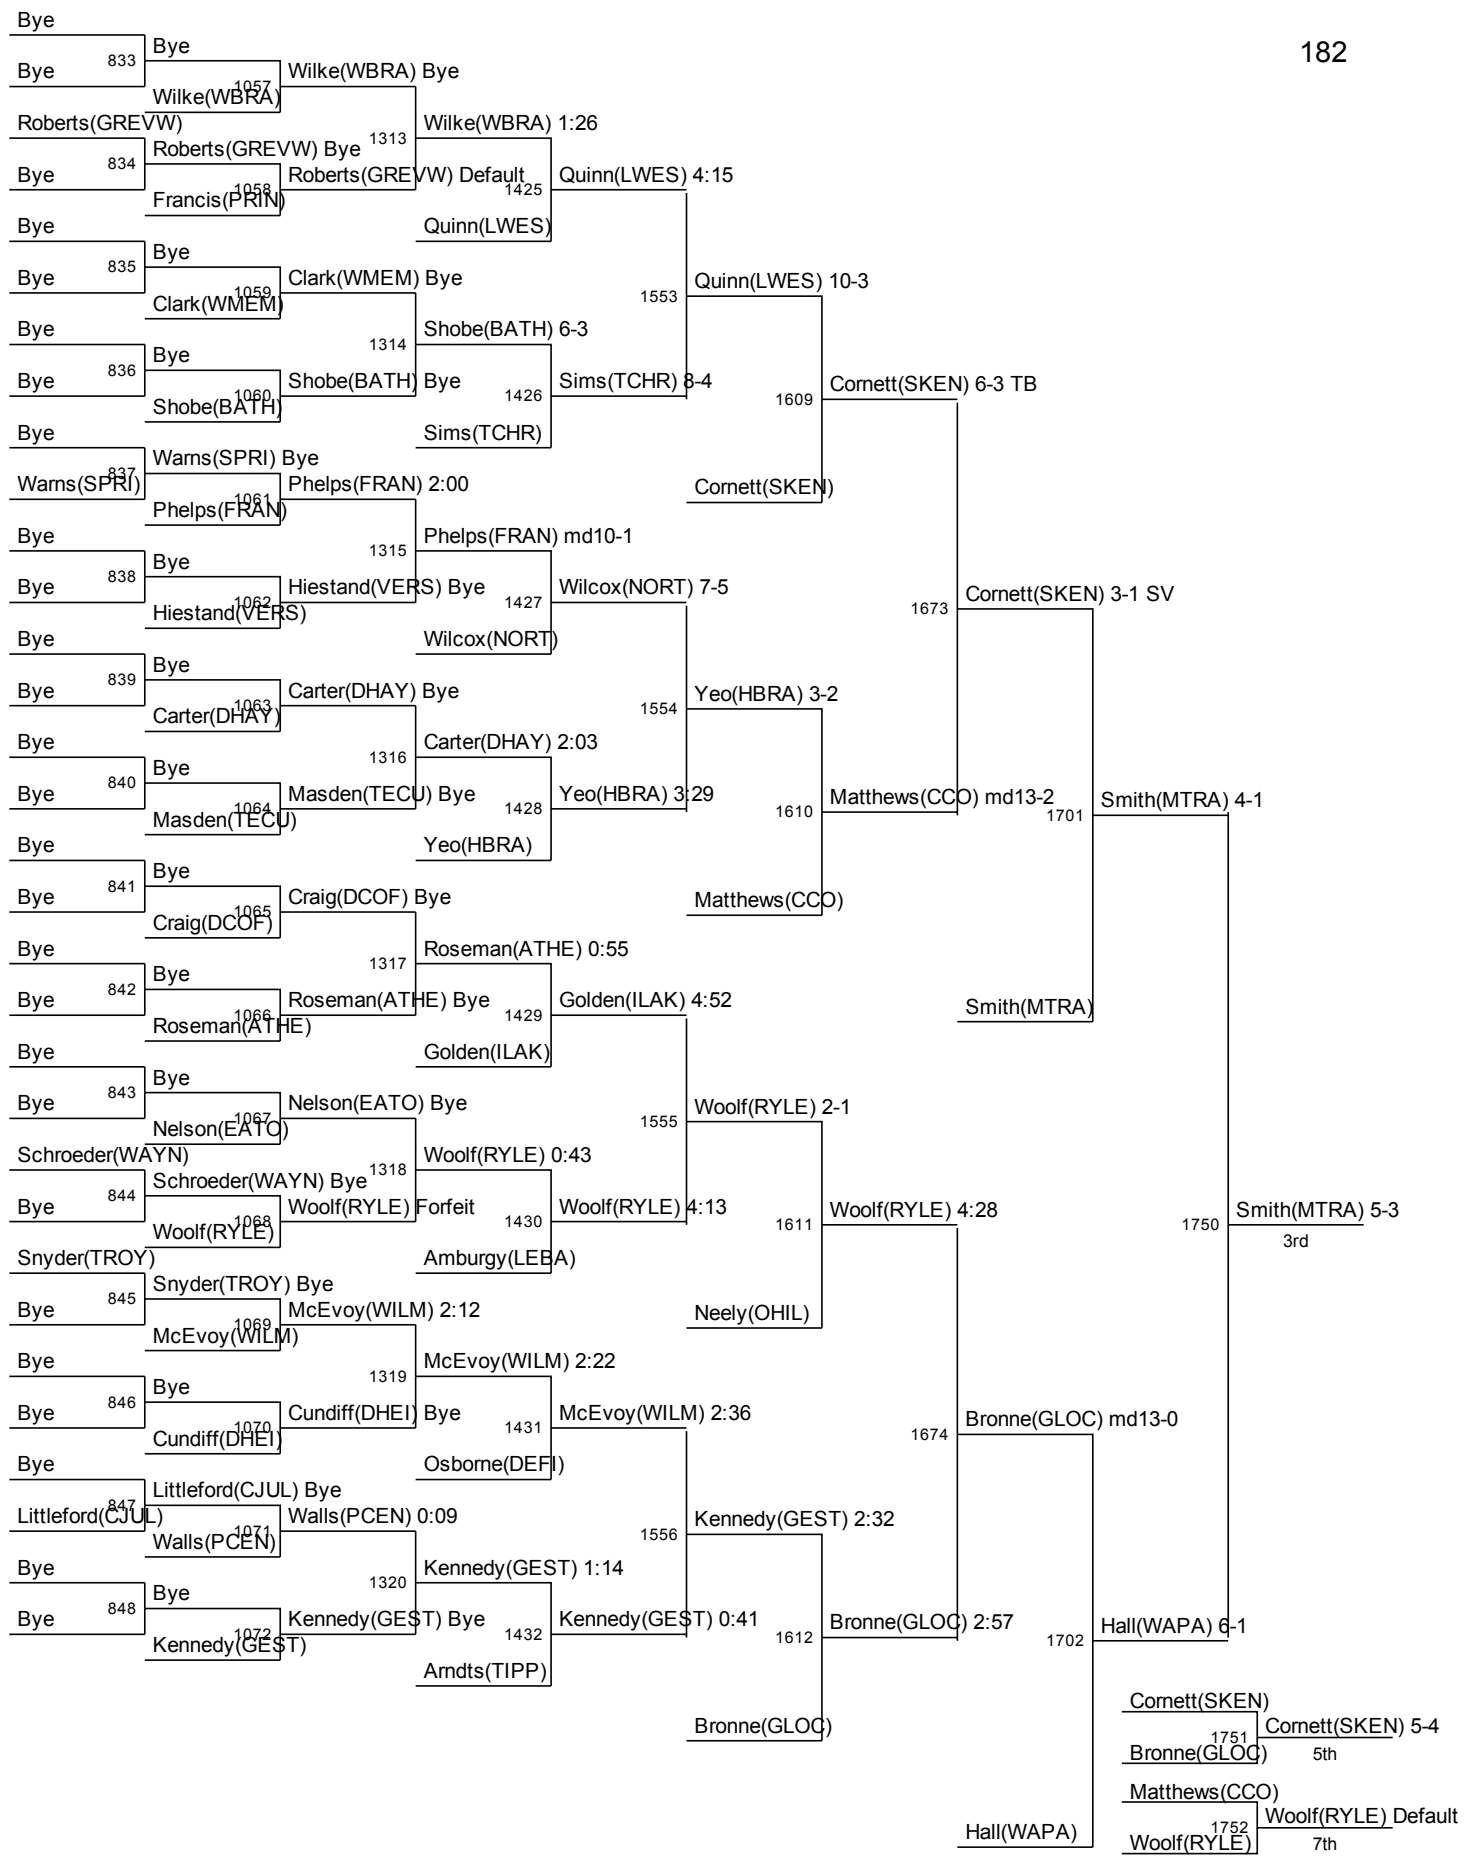 182
Bye
833
Bye
Bye
1057
Wilke(WBRA)
Wilke(WBRA) Bye
Roberts(GREVW)
834
Bye
Roberts(GREVW) Bye
1058
Francis(PRIN)
Roberts(GREVW) Default
1313
Wilke(WBRA) 1:26
1425
Quinn(LWES)
Quinn(LWES) 4:15
Bye
835
Bye
Bye
1059
Clark(WMEM)
Clark(WMEM) Bye
Bye
836
Bye
Bye
1060
Shobe(BATH)
Shobe(BATH) Bye
1314
Shobe(BATH) 6-3
1426
Sims(TCHR)
Sims(TCHR) 8-4
1553
Quinn(LWES) 10-3
1609
Cornett(SKEN)
Cornett(SKEN) 6-3 TB
Bye
837
Warns(SPRI)
Warns(SPRI) Bye
1061
Phelps(FRAN)
Phelps(FRAN) 2:00
Bye
838
Bye
Bye
1062
Hiestand(VERS)
Hiestand(VERS) Bye
1315
Phelps(FRAN) md10-1
1427
Wilcox(NORT)
Wilcox(NORT) 7-5
Bye
839
Bye
Bye
1063
Carter(DHAY)
Carter(DHAY) Bye
Bye
840
Bye
Bye
1064
Masden(TECU)
Masden(TECU) Bye
1316
Carter(DHAY) 2:03
1428
Yeo(HBRA)
Yeo(HBRA) 3:29
1554
Yeo(HBRA) 3-2
1610
Matthews(CCO)
Matthews(CCO) md13-2
1673
Cornett(SKEN) 3-1 SV
1701
Smith(MTRA)
Smith(MTRA) 4-1
Bye
841
Bye
Bye
1065
Craig(DCOF)
Craig(DCOF) Bye
Bye
842
Bye
Bye
1066
Roseman(ATHE)
Roseman(ATHE) Bye
1317
Roseman(ATHE) 0:55
1429
Golden(ILAK)
Golden(ILAK) 4:52
Bye
843
Bye
Bye
1067
Nelson(EATO)
Nelson(EATO) Bye
Schroeder(WAYN)
844
Bye
Schroeder(WAYN) Bye
1068
Woolf(RYLE)
Woolf(RYLE) Forfeit
1318
Woolf(RYLE) 0:43
1430
Amburgy(LEBA)
Woolf(RYLE) 4:13
1555
Woolf(RYLE) 2-1
1611
Neely(OHIL)
Woolf(RYLE) 4:28
Snyder(TROY)
845
Bye
Snyder(TROY) Bye
1069
McEvoy(WILM)
McEvoy(WILM) 2:12
Bye
846
Bye
Bye
1070
Cundiff(DHEI)
Cundiff(DHEI) Bye
1319
McEvoy(WILM) 2:22
1431
Osborne(DEFI)
McEvoy(WILM) 2:36
Bye
847
Littleford(CJUL)
Littleford(CJUL) Bye
1071
Walls(PCEN)
Walls(PCEN) 0:09
Bye
848
Bye
Bye
1072
Kennedy(GEST)
Kennedy(GEST) Bye
1320
Kennedy(GEST) 1:14
1432
Arndts(TIPP)
Kennedy(GEST) 0:41
1556
Kennedy(GEST) 2:32
1612
Bronne(GLOC)
Bronne(GLOC) 2:57
1674
Bronne(GLOC) md13-0
1702
Hall(WAPA)
Hall(WAPA) 6-1
1750
Smith(MTRA) 5-3
3rd
Cornett(SKEN)
1751
Bronne(GLOC)
Cornett(SKEN) 5-4
5th
Matthews(CCO)
1752
Woolf(RYLE)
Woolf(RYLE) Default
7th